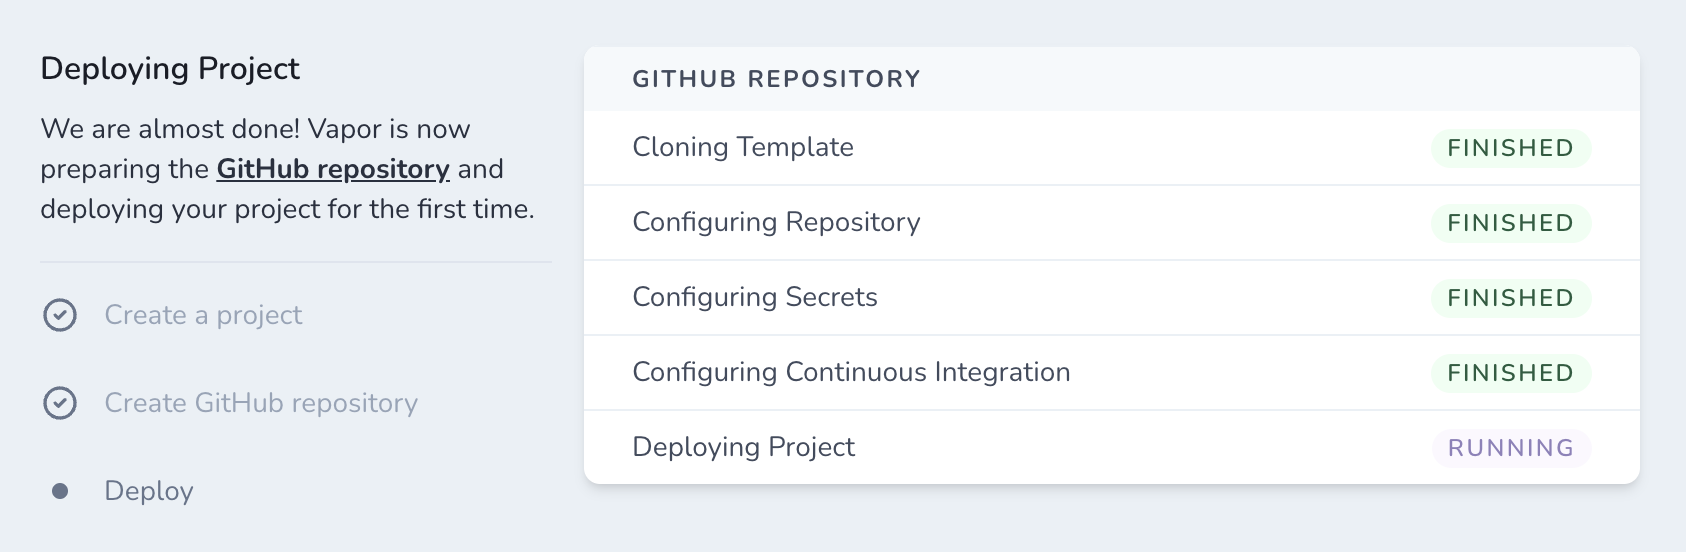 Deploying Project
We are almost done! Vapor is now
preparing the GitHub repository and
deploying your project for the first time.
Create a project
Create GitHub repository
Deploy
GITHUB REPOSITORY
Cloning Template FINISHED
Configuring Repository FINISHED
Configuring Secrets FINISHED
Configuring Continuous Integration FINISHED
Deploying Project RUNNING